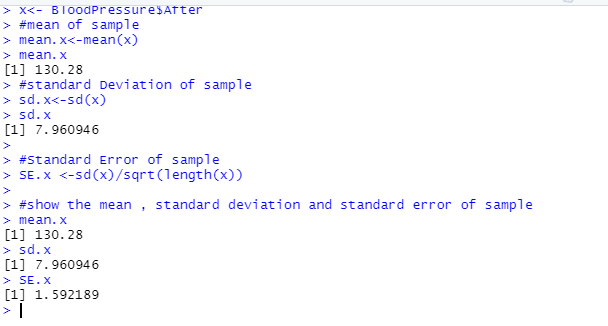 > x<- BloodPressure$After
> #mean of sample
> mean.x<-mean(x)
> mean.x
[1] 130.28
> #standard Deviation of sample
> sd.x<-sd(x)
> sd.x
[1] 7.960946
>
> #Standard Error of sample
> SE.x <-sd(x)/sqrt(length(x))
>
> #show the mean , standard deviation and standard error of sample
> mean.x
[1] 130.28
> sd.x
[1] 7.960946
> SE.x
[1] 1.592189
>